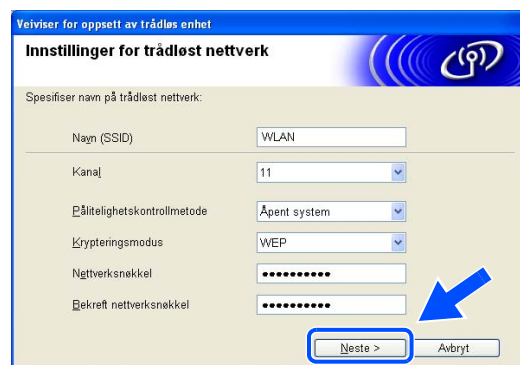 Veiviser for oppsett av trådløs enhet
Innstillinger for trådløst nettverk
Spesifiser navn på trådløst nettverk:
Navn (SSID) WLAN
Kanal 11
Pålitelighetskontrollmetode Åpent system
Krypteringsmodus WEP
Nettverksnøkkel ●●●●●●●●●●
Bekreft nettverksnøkkel ●●●●●●●●●●
Neste > Avbryt